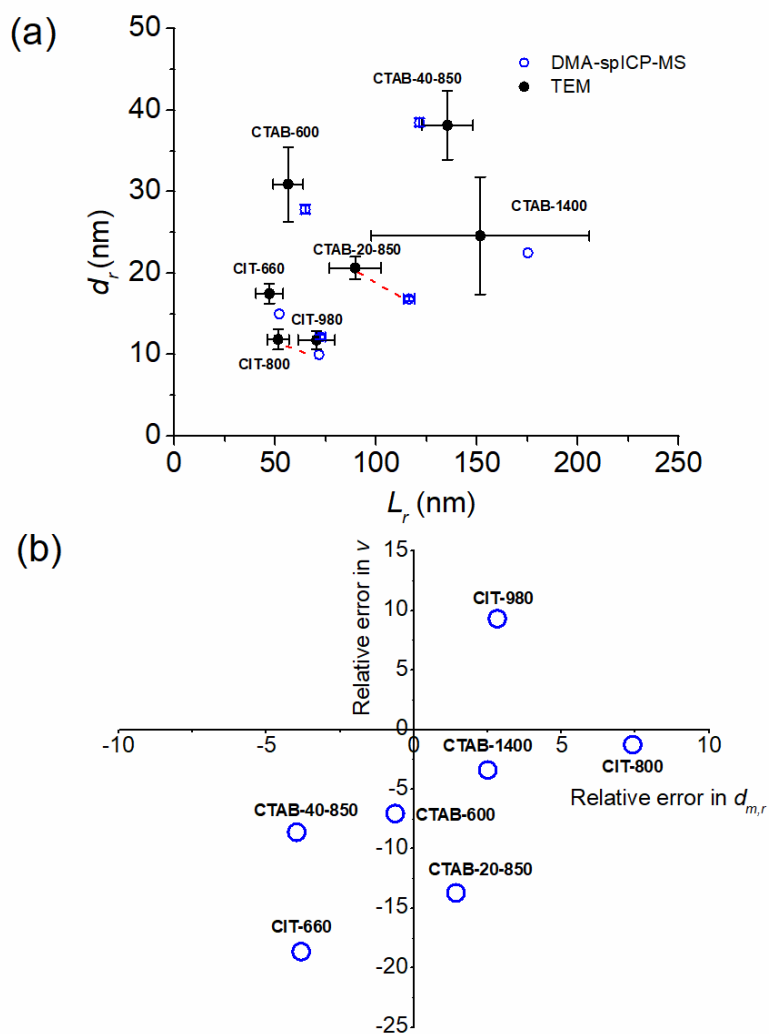 (a)
50
40
30
20
10
0
d_r (nm)
DMA-spICP-MS
TEM
CTAB-40-850
CTAB-600
CTAB-1400
CTAB-20-850
CIT-660
CIT-980
CIT-800
0 50 100 150 200 250
L_r (nm)
(b)
Relative error in v
15
10
5
0
-5
-10
-15
-20
-25
-10 -5 0 5 10
CIT-980
CTAB-1400
CIT-800
Relative error in d_m,r
CTAB-40-850
CTAB-600
CTAB-20-850
CIT-660